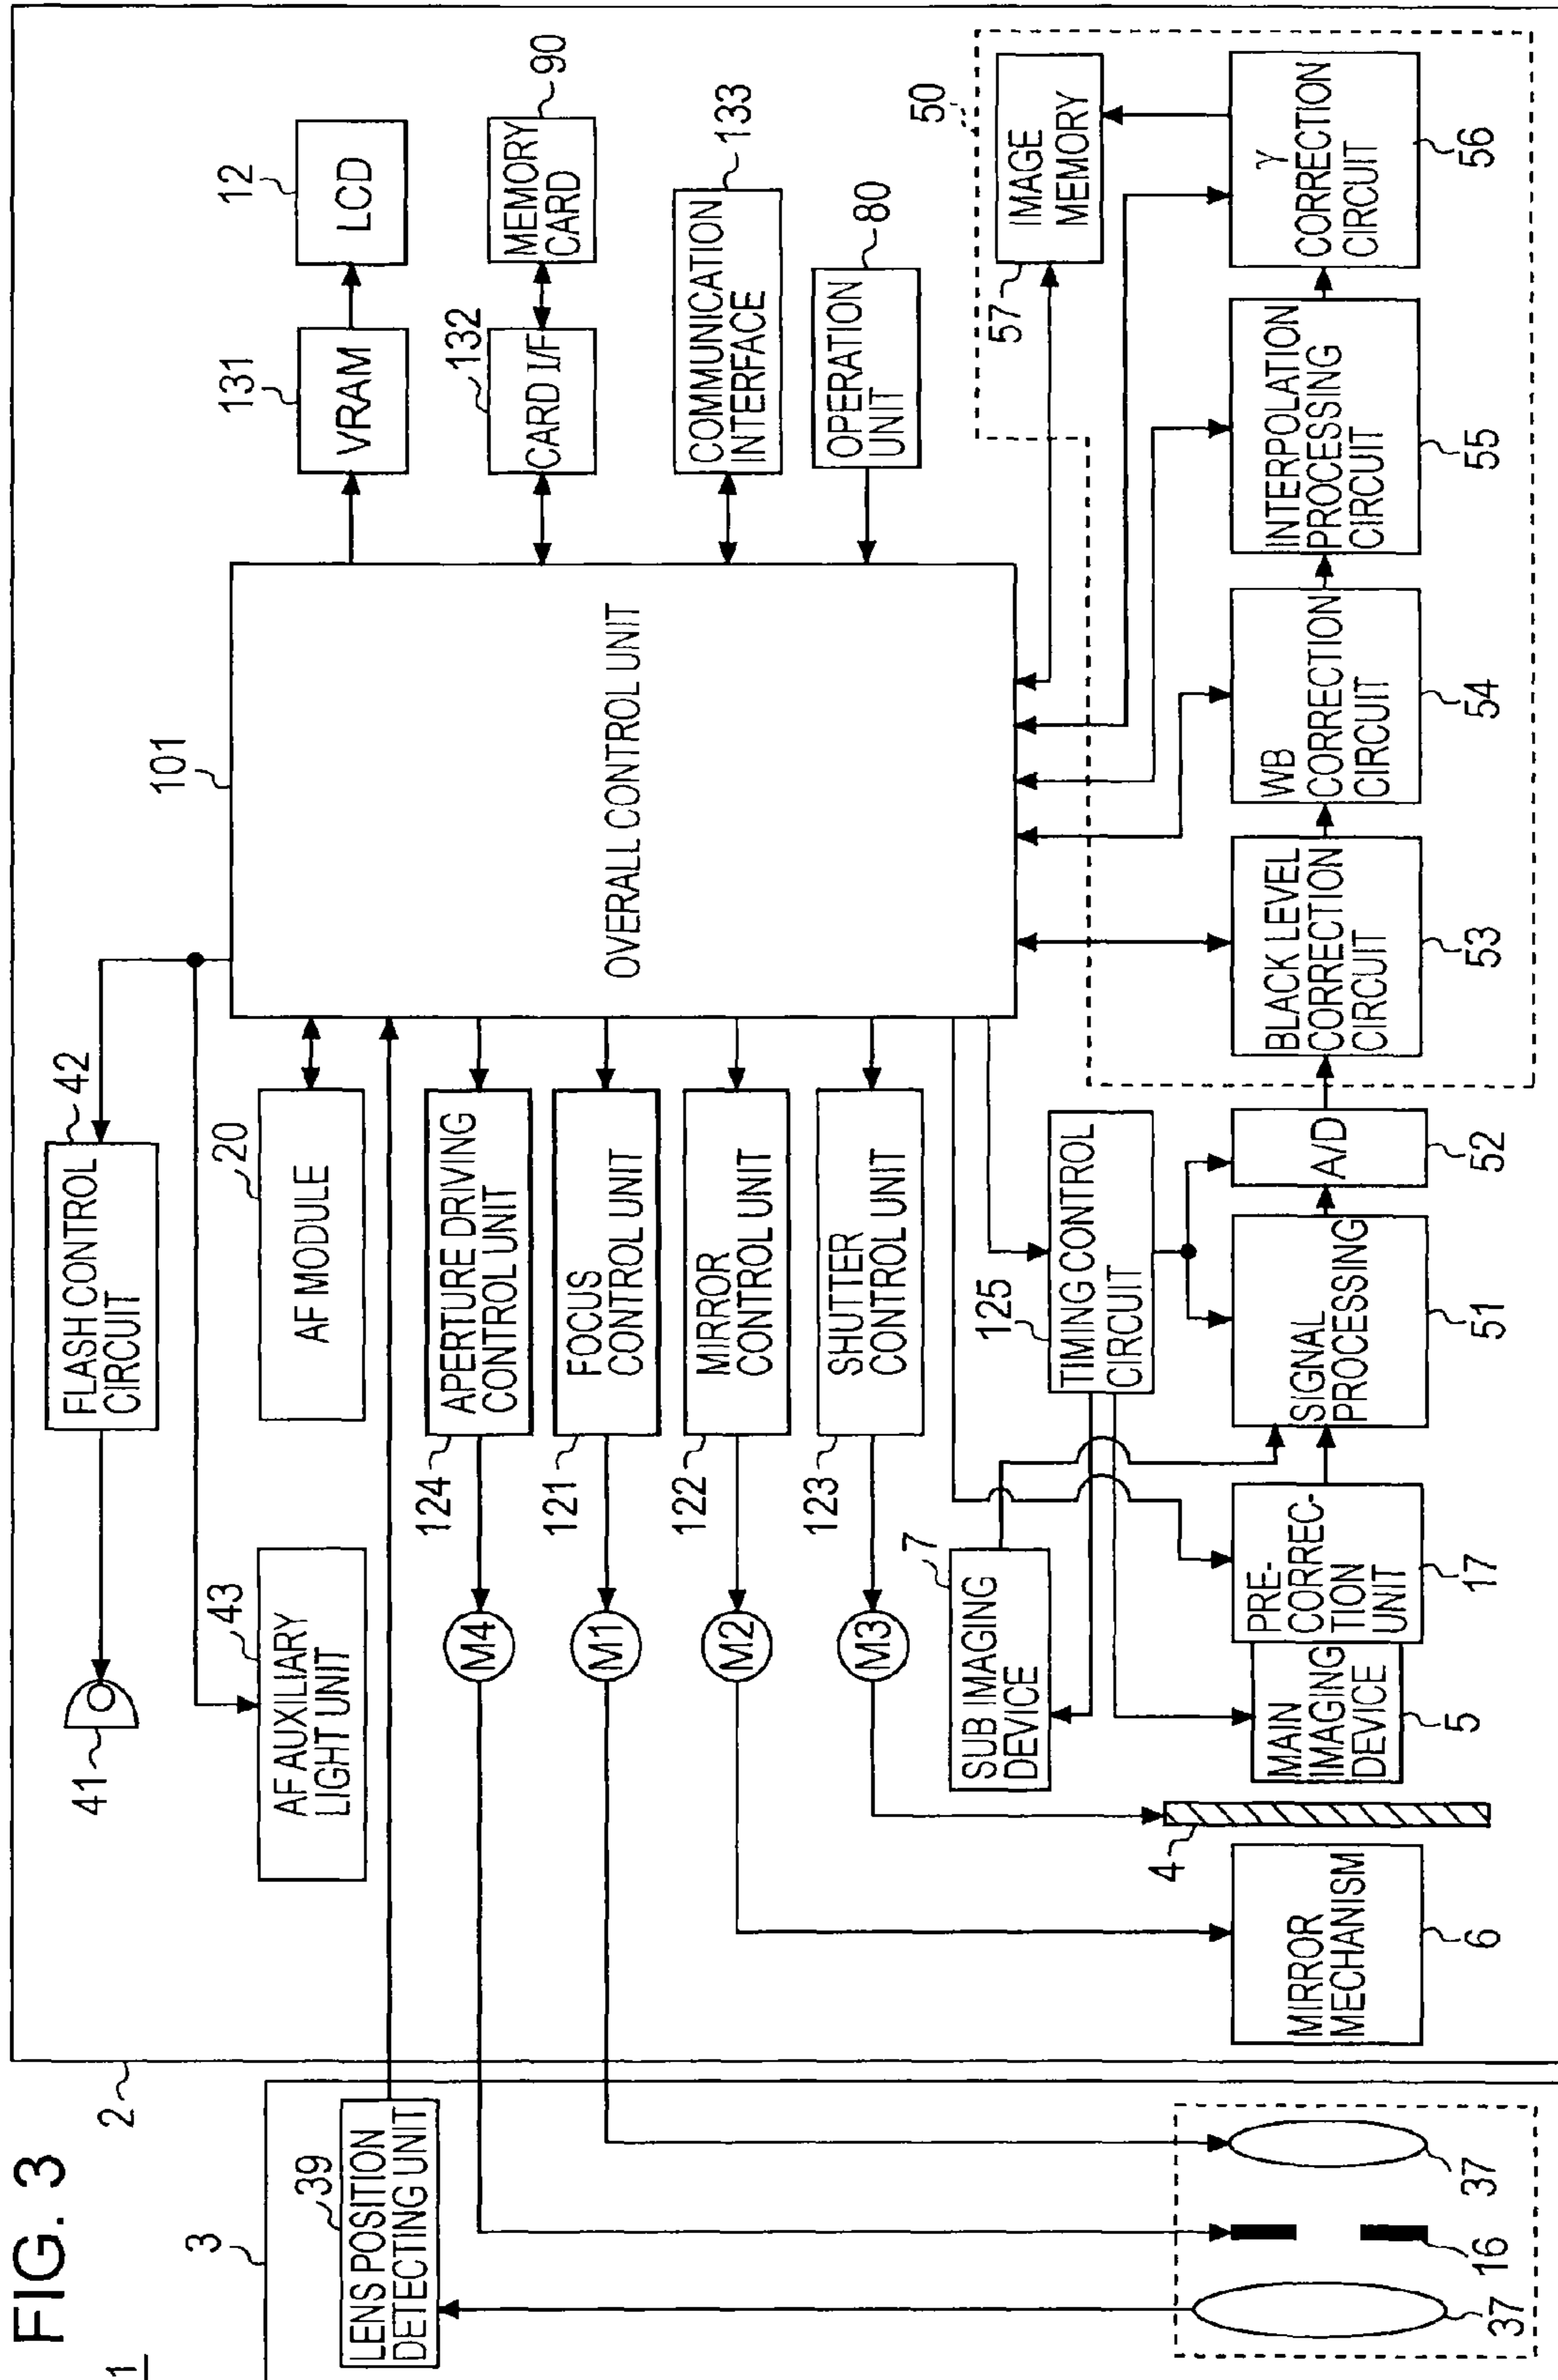 FIG. 3
1
2
3
39
LENS POSITION
DETECTING UNIT
37
16
37
41
FLASH CONTROL
CIRCUIT
42
43
AF AUXILIARY
LIGHT UNIT
20
AF MODULE
124
APERTURE DRIVING
CONTROL UNIT
M4
121
FOCUS
CONTROL UNIT
M1
122
MIRROR
CONTROL UNIT
M2
123
SHUTTER
CONTROL UNIT
M3
101
OVERALL CONTROL UNIT
131
VRAM
12
LCD
132
CARD I/F
MEMORY
CARD
90
COMMUNICATION
INTERFACE
133
OPERATION
UNIT
80
125
TIMING CONTROL
CIRCUIT
7
SUB IMAGING
DEVICE
4
MIRROR
MECHANISM
6
MAIN
IMAGING
DEVICE
5
PRE-
CORREC-
TION
UNIT
17
SIGNAL
PROCESSING
51
A/D
52
50
57
IMAGE
MEMORY
BLACK LEVEL
CORRECTION
CIRCUIT
53
WB
CORRECTION
CIRCUIT
54
INTERPOLATION
PROCESSING
CIRCUIT
55
γ
CORRECTION
CIRCUIT
56